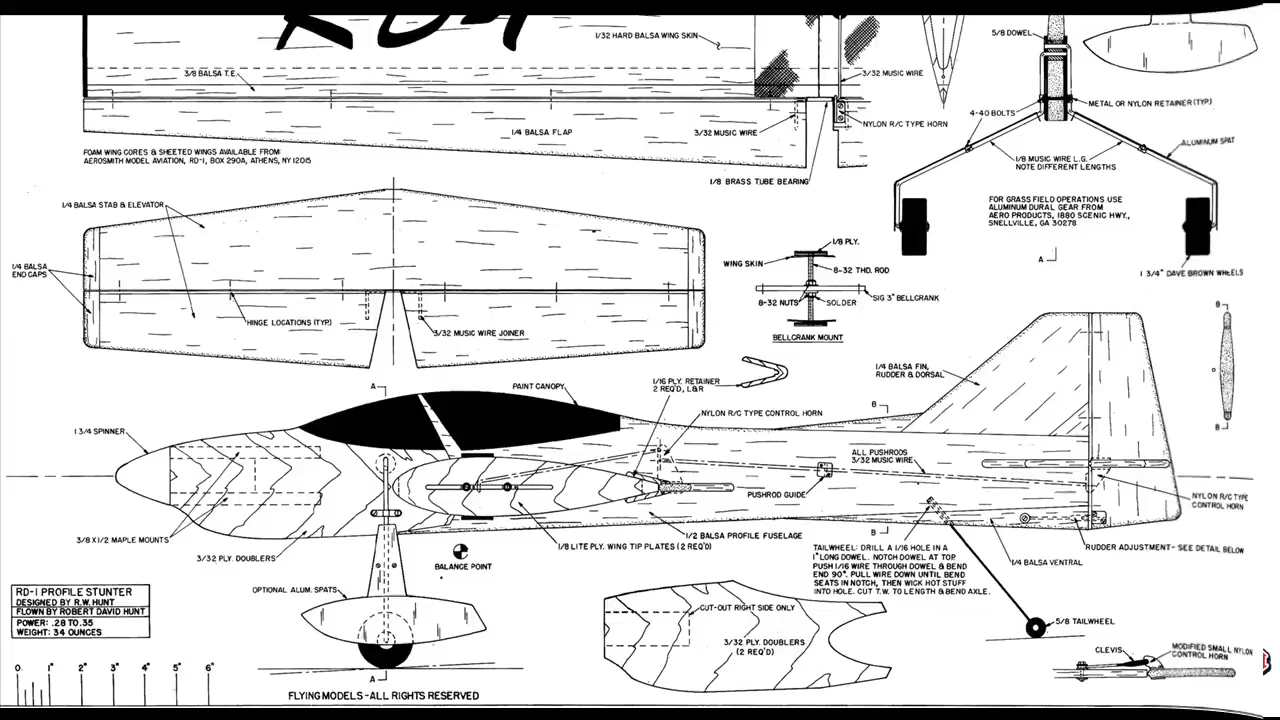 RD-1
1/32 HARD BALSA WING SKIN
5/8 DOWEL
3/8 BALSA T.E.
3/32 MUSIC WIRE
METAL OR NYLON RETAINER (TYP.)
4-40 BOLTS
1/4 BALSA FLAP
3/32 MUSIC WIRE
NYLON R/C TYPE HORN
ALUMINUM SPAT
FOAM WING CORES & SHEETED WINGS AVAILABLE FROM
AEROSMITH MODEL AVIATION, RD-1, BOX 290A, ATHENS, NY 12015
1/8 MUSIC WIRE L.G.
NOTE DIFFERENT LENGTHS
1/8 BRASS TUBE BEARING
1/4 BALSA STAB & ELEVATOR
FOR GRASS FIELD OPERATIONS USE
ALUMINUM DURAL GEAR FROM
AERO PRODUCTS, 1880 SCENIC HWY.,
SNELLVILLE, GA 30278
1/8 PLY.
WING SKIN
8-32 THD. ROD
A
1/4 BALSA
END CAPS
1 3/4" DAVE BROWN WHEELS
SIG 3" BELLCRANK
8-32 NUTS
SOLDER
HINGE LOCATIONS (TYP.)
3/32 MUSIC WIRE JOINER
BELLCRANK MOUNT
B
1/4 BALSA FIN,
RUDDER & DORSAL
A
PAINT CANOPY
1/16 PLY. RETAINER
2 REQ'D, L&R
NYLON R/C TYPE CONTROL HORN
B
B
1 3/4 SPINNER
ALL PUSHRODS
3/32 MUSIC WIRE
PUSHROD GUIDE
NYLON R/C TYPE
CONTROL HORN
3/8 X 1/2 MAPLE MOUNTS
3/32 PLY. DOUBLERS
1/2 BALSA PROFILE FUSELAGE
1/8 LITE PLY. WING TIP PLATES (2 REQ'D)
B
RUDDER ADJUSTMENT - SEE DETAIL BELOW
BALANCE POINT
TAILWHEEL: DRILL A 1/16 HOLE IN A
1" LONG DOWEL. NOTCH DOWEL AT TOP.
PUSH 1/16 WIRE THROUGH DOWEL & BEND
END 90°. PULL WIRE DOWN UNTIL BEND
SEATS IN NOTCH, THEN WICK HOT STUFF
INTO HOLE. CUT T.W. TO LENGTH & BEND AXLE.
1/4 BALSA VENTRAL
OPTIONAL ALUM. SPATS
RD-1 PROFILE STUNTER
DESIGNED BY R.W. HUNT
FLOWN BY ROBERT DAVID HUNT
POWER: .28 TO .35
WEIGHT: 34 OUNCES
CUT-OUT RIGHT SIDE ONLY
3/32 PLY. DOUBLERS
(2 REQ'D)
5/8 TAILWHEEL
CLEVIS
MODIFIED SMALL NYLON
CONTROL HORN
0 1" 2" 3" 4" 5" 6"
A
FLYING MODELS - ALL RIGHTS RESERVED